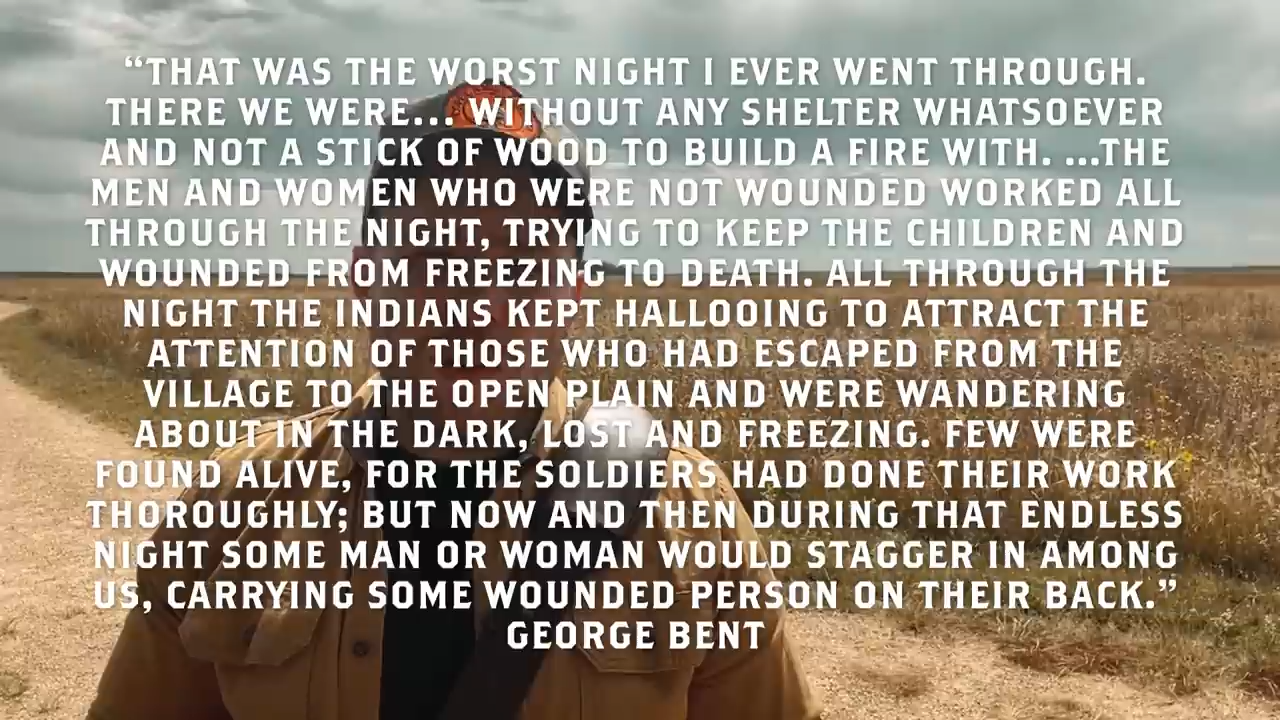 “THAT WAS THE WORST NIGHT I EVER WENT THROUGH.
THERE WE WERE... WITHOUT ANY SHELTER WHATSOEVER
AND NOT A STICK OF WOOD TO BUILD A FIRE WITH. ...THE
MEN AND WOMEN WHO WERE NOT WOUNDED WORKED ALL
THROUGH THE NIGHT, TRYING TO KEEP THE CHILDREN AND
WOUNDED FROM FREEZING TO DEATH. ALL THROUGH THE
NIGHT THE INDIANS KEPT HALLOOING TO ATTRACT THE
ATTENTION OF THOSE WHO HAD ESCAPED FROM THE
VILLAGE TO THE OPEN PLAIN AND WERE WANDERING
ABOUT IN THE DARK, LOST AND FREEZING. FEW WERE
FOUND ALIVE, FOR THE SOLDIERS HAD DONE THEIR WORK
THOROUGHLY; BUT NOW AND THEN DURING THAT ENDLESS
NIGHT SOME MAN OR WOMAN WOULD STAGGER IN AMONG
US, CARRYING SOME WOUNDED PERSON ON THEIR BACK.”
GEORGE BENT